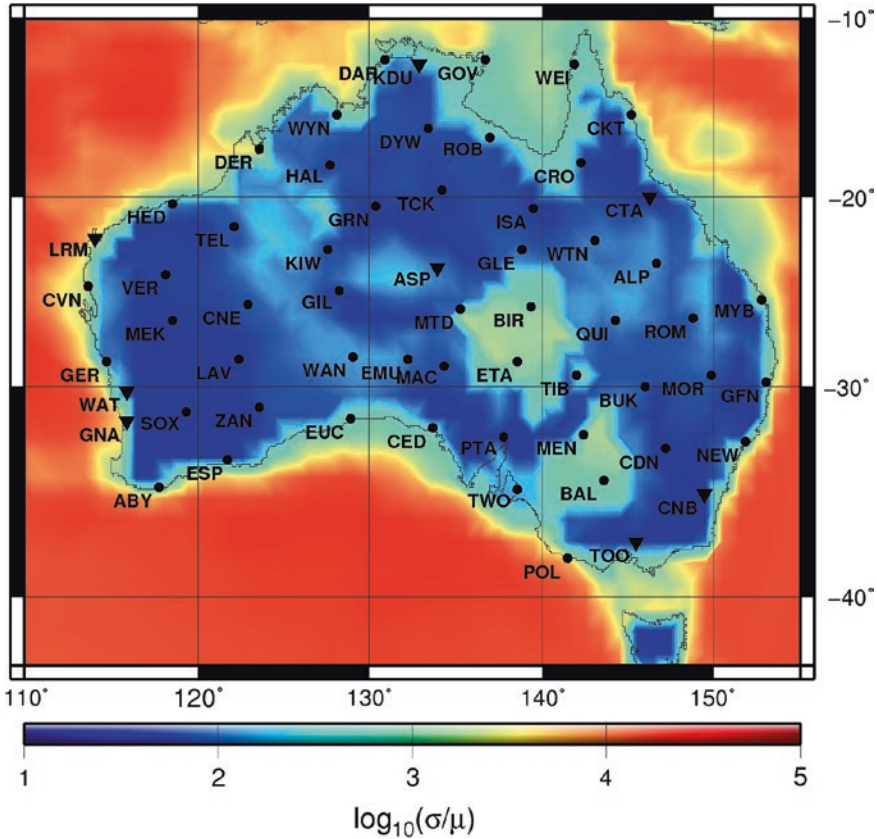 −10°
DAR
KDU
GOV
WEI
WYN
DYW
CKT
DER
ROB
HAL
CRO
−20°
HED
GRN
TCK
ISA
CTA
TEL
LRM
KIW
ASP
GLE
WTN
ALP
VER
CVN
CNE
GIL
MTD
BIR
MYB
MEK
QUI
ROM
GER
LAV
WAN
EMU
MAC
ETA
TIB
BUK
MOR
GFN
−30°
WAT
SOX
ZAN
GNA
EUC
CED
PTA
MEN
CDN
NEW
ESP
ABY
TWO
BAL
CNB
POL
TOO
−40°
110° 120° 130° 140° 150°
1 2 3 4 5
log₁₀(σ/μ)